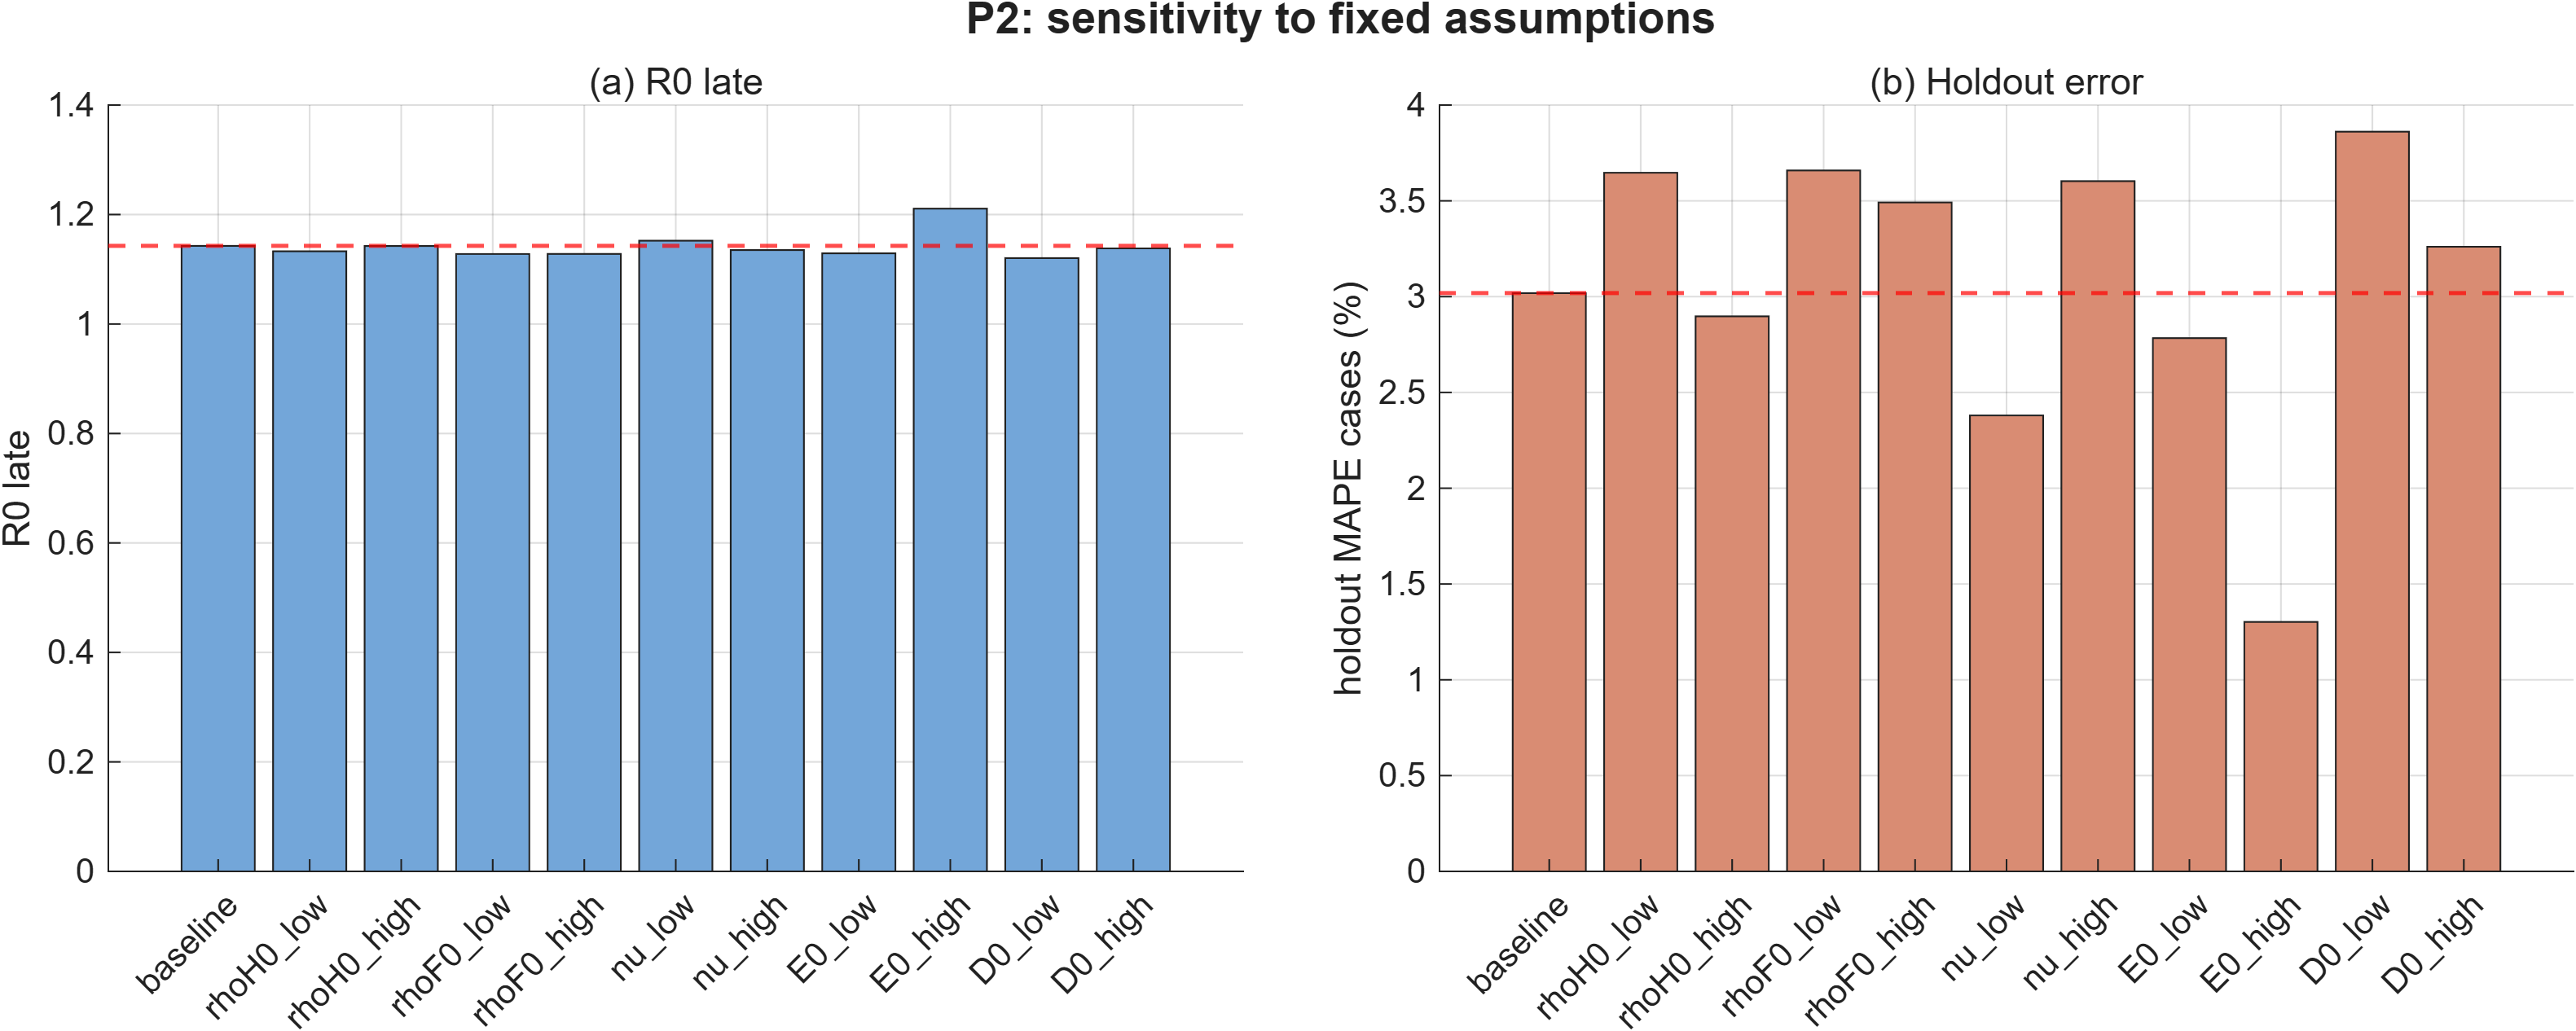 P2: sensitivity to fixed assumptions
(a) R0 late
R0 late
1.4
1.2
1
0.8
0.6
0.4
0.2
0
baseline
rhoH0_low
rhoH0_high
rhoF0_low
rhoF0_high
nu_low
nu_high
E0_low
E0_high
D0_low
D0_high
(b) Holdout error
holdout MAPE cases (%)
4
3.5
3
2.5
2
1.5
1
0.5
0
baseline
rhoH0_low
rhoH0_high
rhoF0_low
rhoF0_high
nu_low
nu_high
E0_low
E0_high
D0_low
D0_high